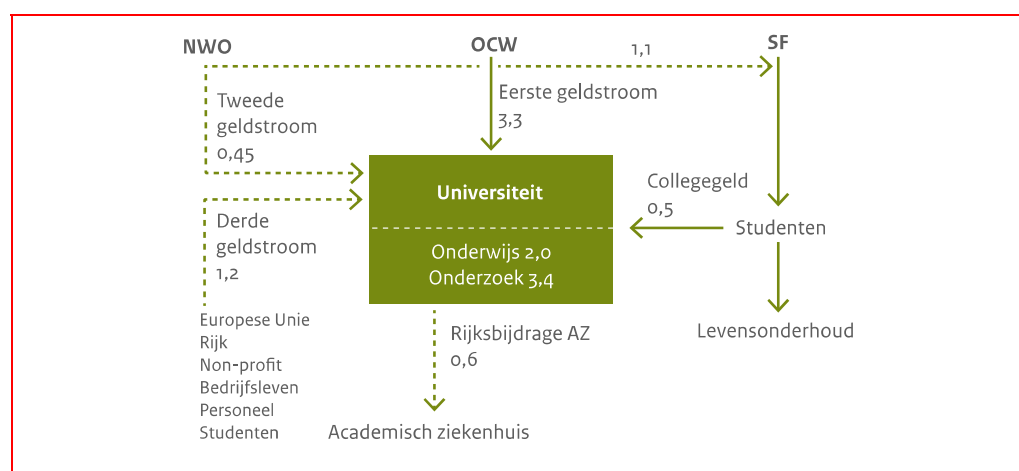 NWO
OCW
1,1
SF
Tweede
geldstroom
0,45
Eerste geldstroom
3,3
Universiteit
Onderwijs 2,0
Onderzoek 3,4
Collegegeld
0,5
Studenten
Derde
geldstroom
1,2
Europese Unie
Rijk
Non-profit
Bedrijfsleven
Personeel
Studenten
Rijksbijdrage AZ
0,6
Academisch ziekenhuis
Levensonderhoud